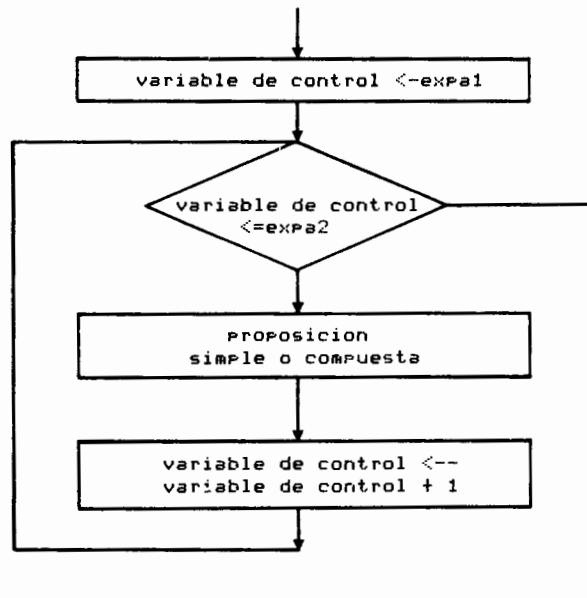 variable de control <-expa1
variable de control
<=expa2
proposicion
simple o compuesta
variable de control <--
variable de control + 1